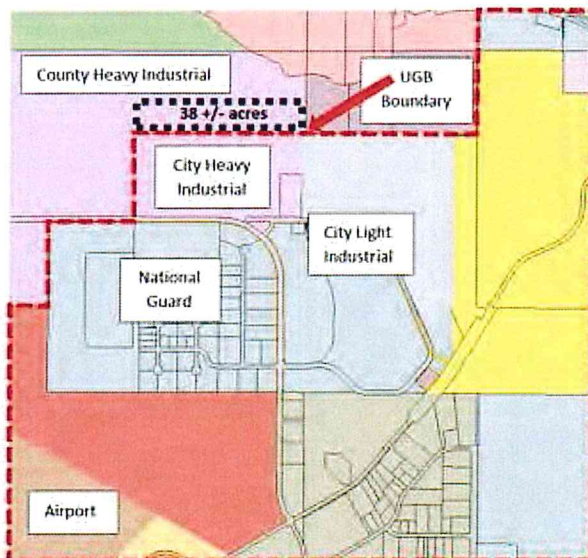 County Heavy Industrial
UGB
Boundary
38 +/- acres
City Heavy
Industrial
City Light
Industrial
National
Guard
Airport